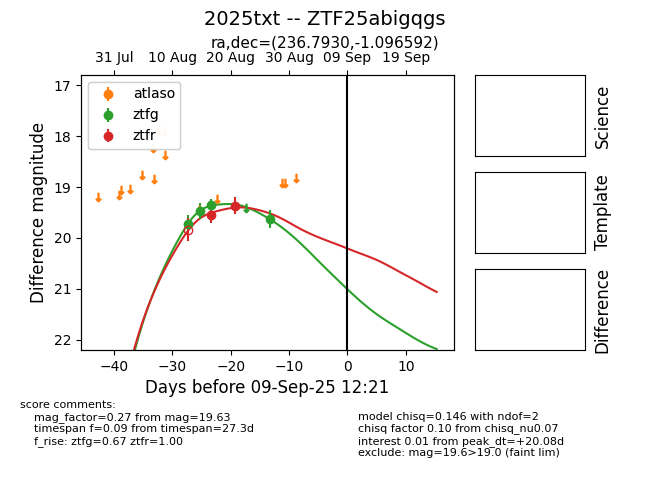 2025txt -- ZTF25abigqgs
ra,dec=(236.7930,-1.096592)
31 Jul 10 Aug 20 Aug 30 Aug 09 Sep 19 Sep
atlaso
ztfg
ztfr
17
18
19
20
21
22
Difference magnitude
−40 −30 −20 −10 0 10
Days before 09-Sep-25 12:21
Science
Template
Difference
score comments:
mag_factor=0.27 from mag=19.63
timespan f=0.09 from timespan=27.3d
f_rise: ztfg=0.67 ztfr=1.00
model chisq=0.146 with ndof=2
chisq factor 0.10 from chisq_nu0.07
interest 0.01 from peak_dt=+20.08d
exclude: mag=19.6>19.0 (faint lim)